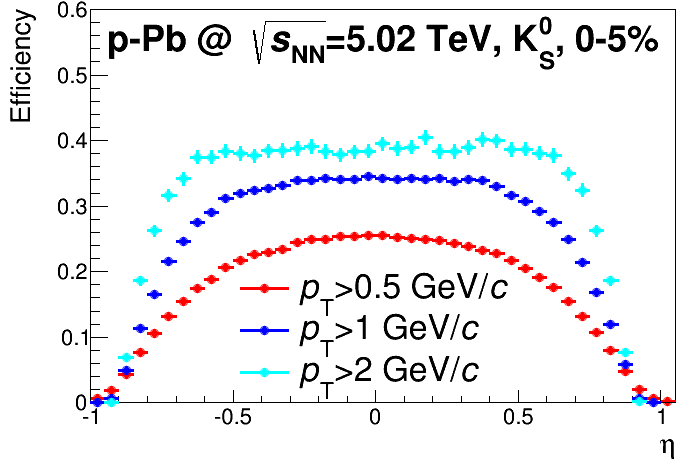 p-Pb @ √sNN=5.02 TeV, K0S, 0-5%
Efficiency
0.6
0.5
0.4
0.3
0.2
0.1
0
pT>0.5 GeV/c
pT>1 GeV/c
pT>2 GeV/c
-1 -0.5 0 0.5 1
η